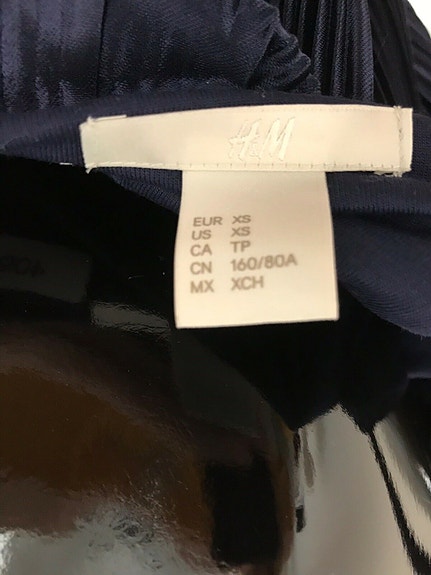 H&M
EUR XS
US XS
CA TP
CN 160/80A
MX XCH